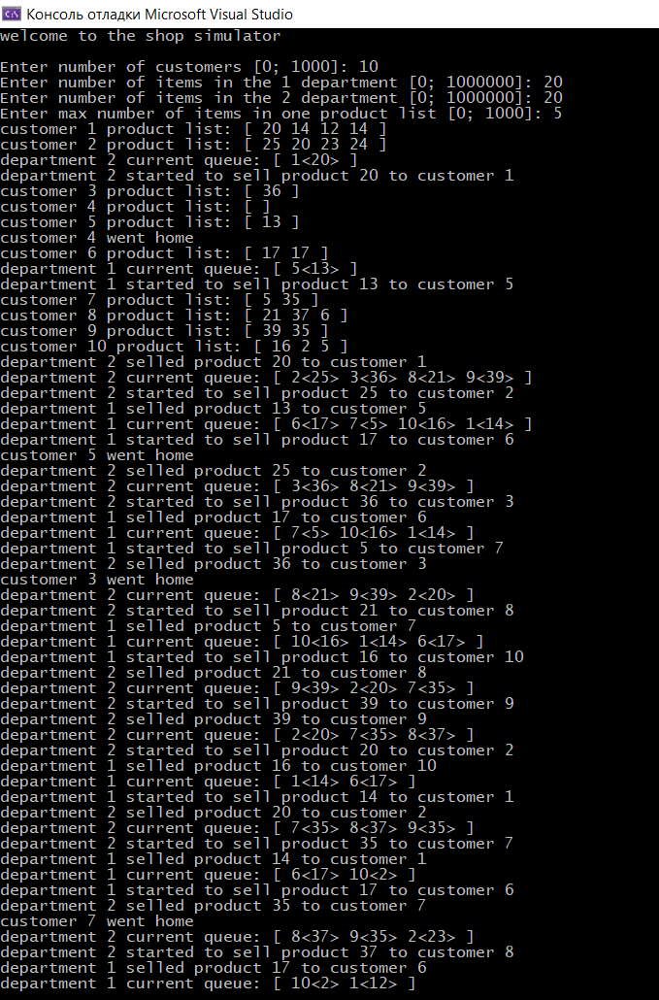 Консоль отладки Microsoft Visual Studio
welcome to the shop simulator
Enter number of customers [0; 1000]: 10
Enter number of items in the 1 department [0; 1000000]: 20
Enter number of items in the 2 department [0; 1000000]: 20
Enter max number of items in one product list [0; 1000]: 5
customer 1 product list: [ 20 14 12 14 ]
customer 2 product list: [ 25 20 23 24 ]
department 2 current queue: [ 1<20> ]
department 2 started to sell product 20 to customer 1
customer 3 product list: [ 36 ]
customer 4 product list: [ ]
customer 5 product list: [ 13 ]
customer 4 went home
customer 6 product list: [ 17 17 ]
department 1 current queue: [ 5<13> ]
department 1 started to sell product 13 to customer 5
customer 7 product list: [ 5 35 ]
customer 8 product list: [ 21 37 6 ]
customer 9 product list: [ 39 35 ]
customer 10 product list: [ 16 2 5 ]
department 2 selled product 20 to customer 1
department 2 current queue: [ 2<25> 3<36> 8<21> 9<39> ]
department 2 started to sell product 25 to customer 2
department 1 selled product 13 to customer 5
department 1 current queue: [ 6<17> 7<5> 10<16> 1<14> ]
department 1 started to sell product 17 to customer 6
customer 5 went home
department 2 selled product 25 to customer 2
department 2 current queue: [ 3<36> 8<21> 9<39> ]
department 2 started to sell product 36 to customer 3
department 1 selled product 17 to customer 6
department 1 current queue: [ 7<5> 10<16> 1<14> ]
department 1 started to sell product 5 to customer 7
department 2 selled product 36 to customer 3
customer 3 went home
department 2 current queue: [ 8<21> 9<39> 2<20> ]
department 2 started to sell product 21 to customer 8
department 1 selled product 5 to customer 7
department 1 current queue: [ 10<16> 1<14> 6<17> ]
department 1 started to sell product 16 to customer 10
department 2 selled product 21 to customer 8
department 2 current queue: [ 9<39> 2<20> 7<35> ]
department 2 started to sell product 39 to customer 9
department 2 selled product 39 to customer 9
department 2 current queue: [ 2<20> 7<35> 8<37> ]
department 2 started to sell product 20 to customer 2
department 1 selled product 16 to customer 10
department 1 current queue: [ 1<14> 6<17> ]
department 1 started to sell product 14 to customer 1
department 2 selled product 20 to customer 2
department 2 current queue: [ 7<35> 8<37> 9<35> ]
department 2 started to sell product 35 to customer 7
department 1 selled product 14 to customer 1
department 1 current queue: [ 6<17> 10<2> ]
department 1 started to sell product 17 to customer 6
department 2 selled product 35 to customer 7
customer 7 went home
department 2 current queue: [ 8<37> 9<35> 2<23> ]
department 2 started to sell product 37 to customer 8
department 1 selled product 17 to customer 6
department 1 current queue: [ 10<2> 1<12> ]